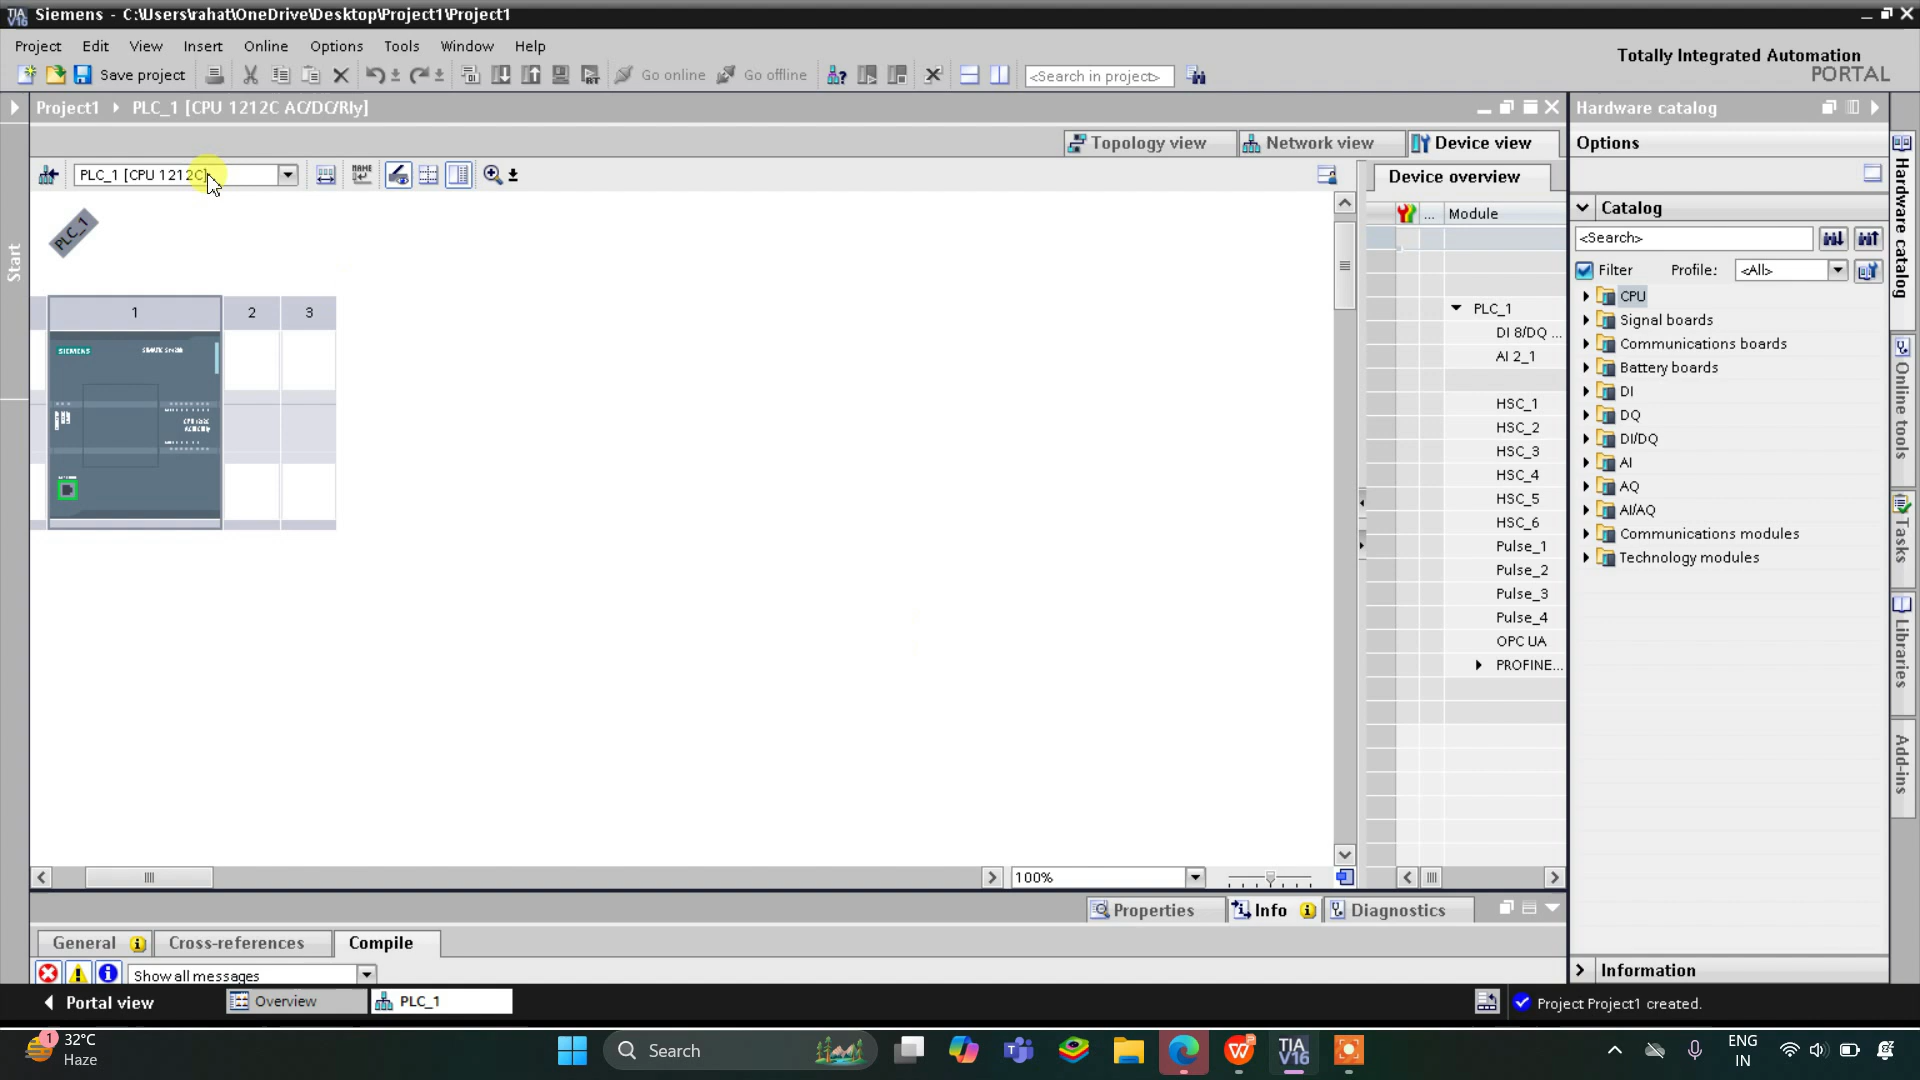 Siemens - C:\Users\rahat\OneDrive\Desktop\Project1\Project1
Project Edit View Insert Online Options Tools Window Help
Totally Integrated Automation
PORTAL
Save project Go online Go offline <Search in project>
Project1 PLC_1 [CPU 1212C AC/DC/Rly]
Hardware catalog
Topology view Network view Device view
Options
PLC_1 [CPU 1212C]
NAME
Device overview
... Module
Catalog
<Search>
Filter Profile: <All>
PLC_1
1 2 3
SIEMENS
CPU
Signal boards
Communications boards
Battery boards
DI
DQ
DI/DQ
AI
AQ
AI/AQ
Communications modules
Technology modules
PLC_1
DI 8/DQ ...
AI 2_1
HSC_1
HSC_2
HSC_3
HSC_4
HSC_5
HSC_6
Pulse_1
Pulse_2
Pulse_3
Pulse_4
OPC UA
PROFINE...
Start
Hardware catalog
Online tools
Tasks
Libraries
Add-ins
100%
Properties Info Diagnostics
General Cross-references Compile
Show all messages
Information
Portal view Overview PLC_1
Project Project1 created.
1
32°C
Haze
Search
TIA
V16
ENG
IN